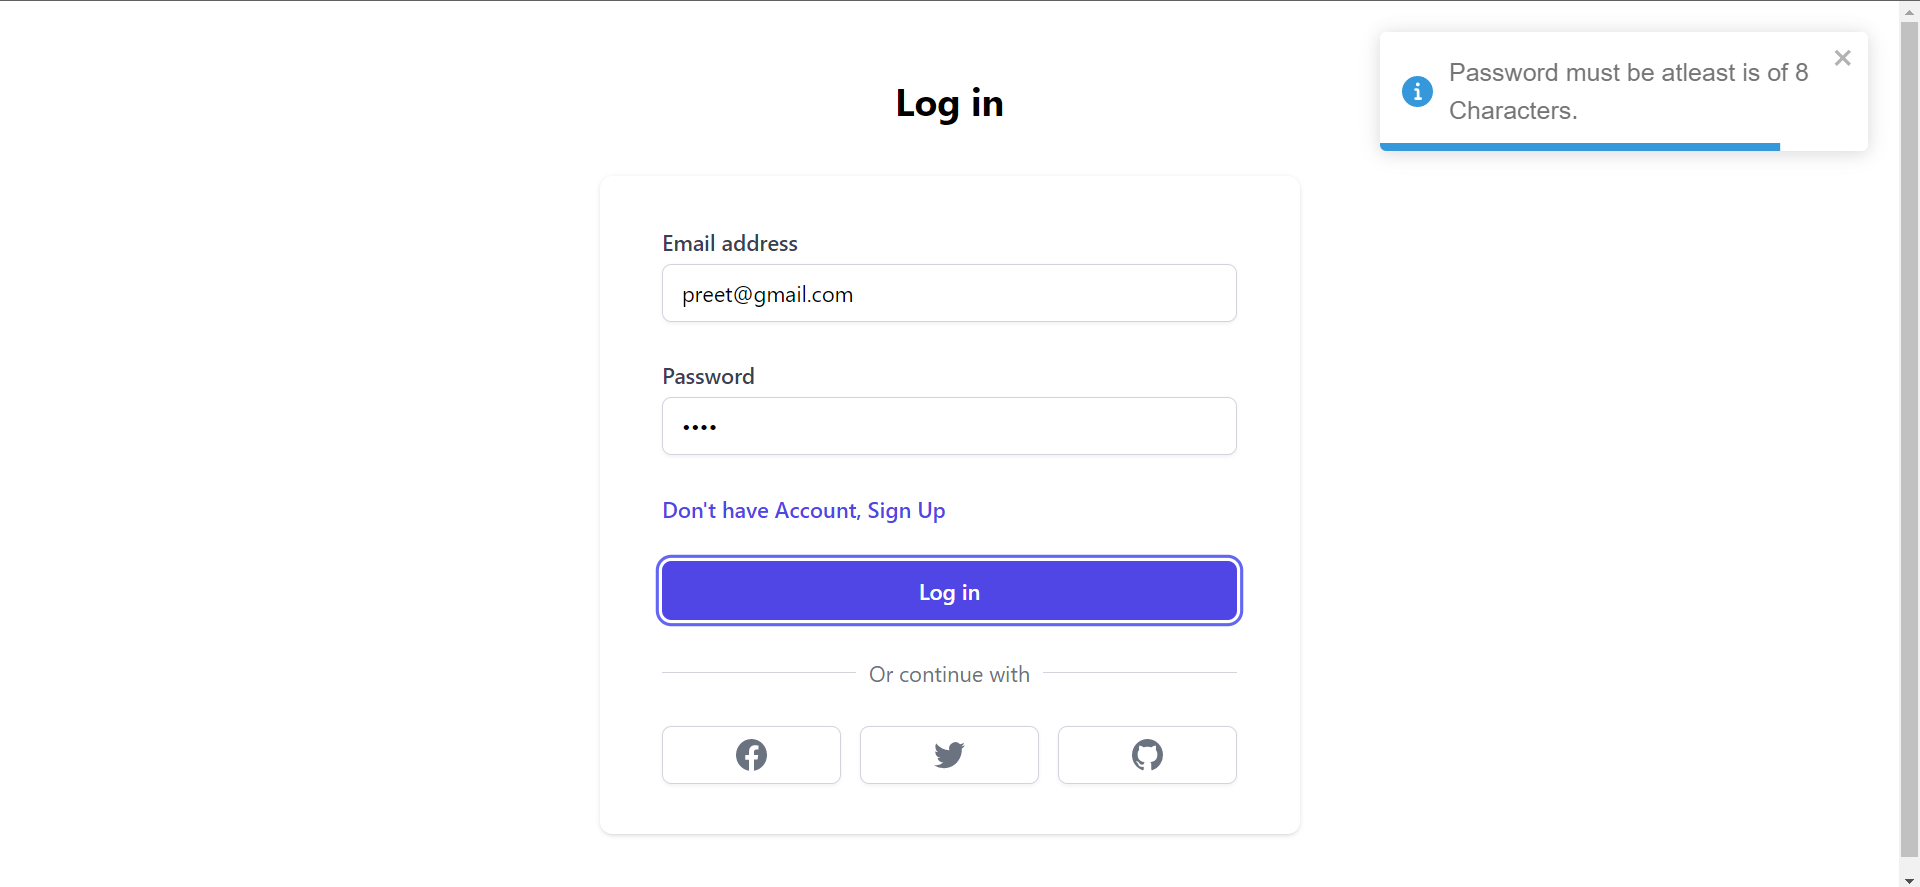 Log in
Password must be atleast is of 8
Characters.
Email address
preet@gmail.com
Password
••••
Don't have Account, Sign Up
Log in
Or continue with